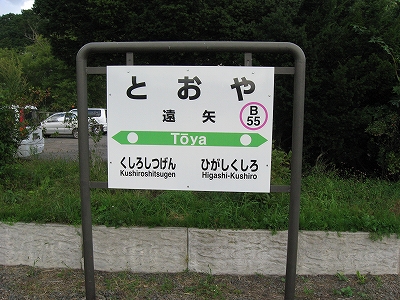 とおや
遠矢
B
55
Tōya
くしろしつげん
Kushiroshitsugen
ひがしくしろ
Higashi-Kushiro